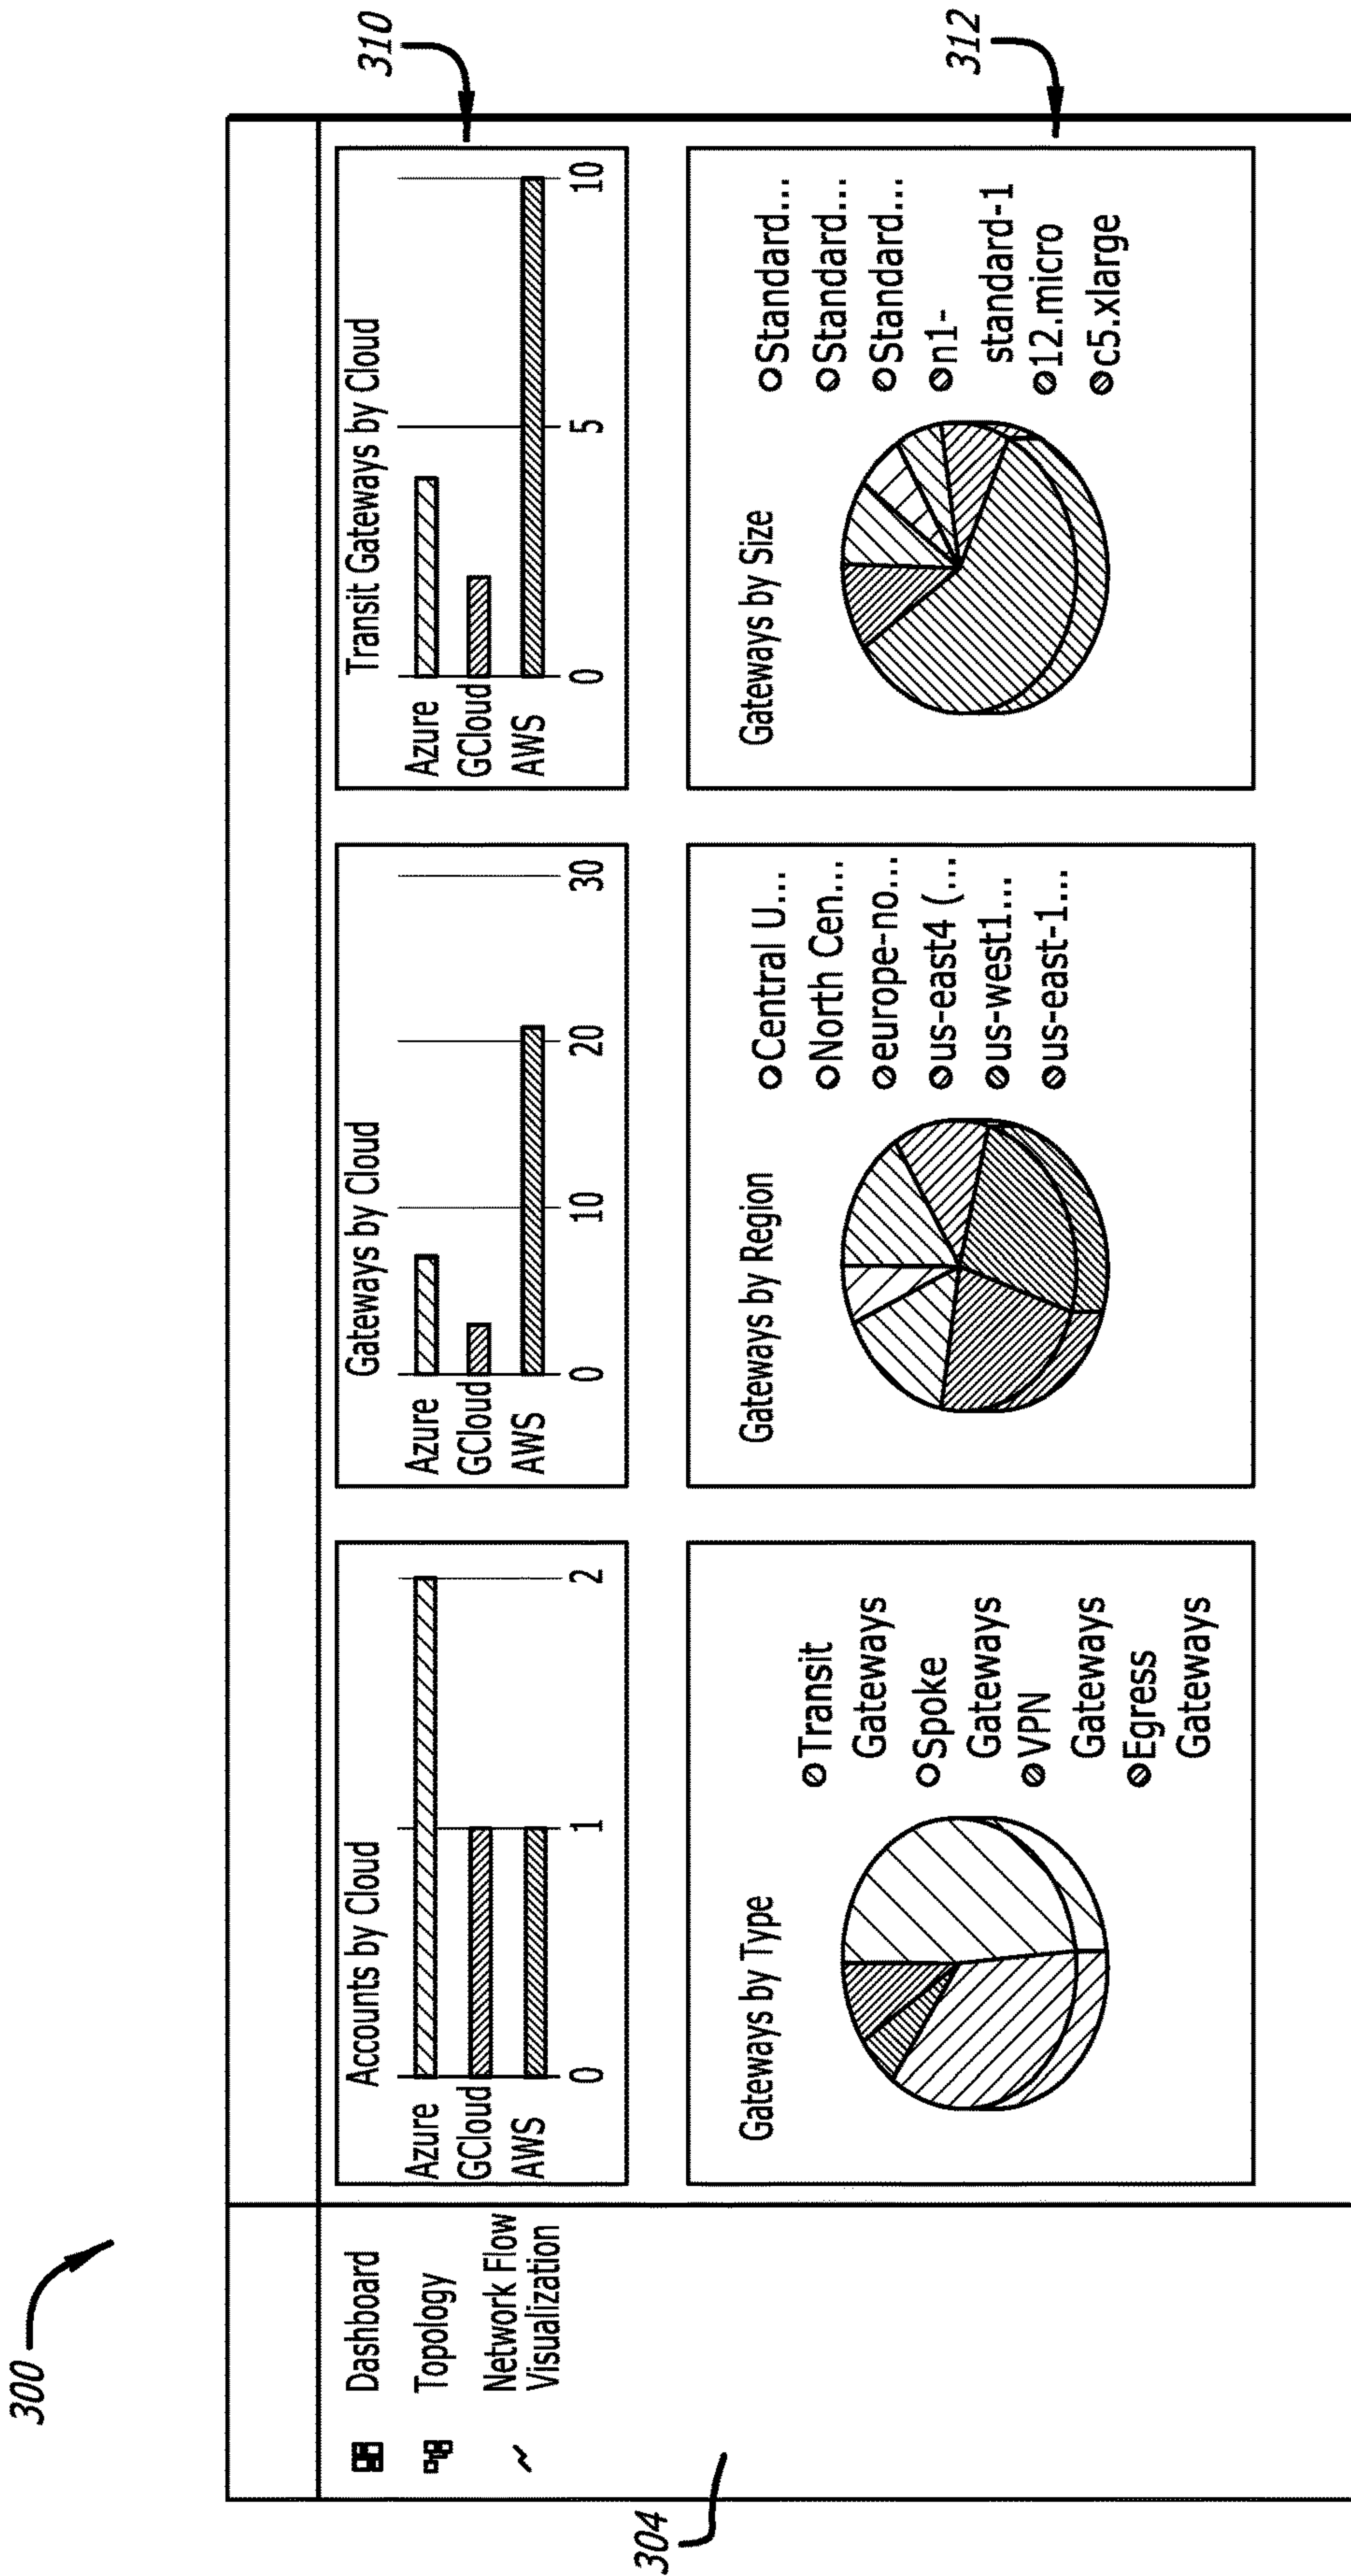 300
304
Dashboard
Topology
Network Flow
Visualization
Accounts by Cloud
Azure
GCloud
AWS
0 1 2
Gateways by Cloud
Azure
GCloud
AWS
0 10 20 30
Transit Gateways by Cloud
Azure
GCloud
AWS
0 5 10
310
Gateways by Type
Transit
Gateways
Spoke
Gateways
VPN
Gateways
Egress
Gateways
Gateways by Region
Central U...
North Cen...
europe-no...
us-east4 (...
us-west1...
us-east-1...
Gateways by Size
Standard...
Standard...
Standard...
n1-
standard-1
12.micro
c5.xlarge
312